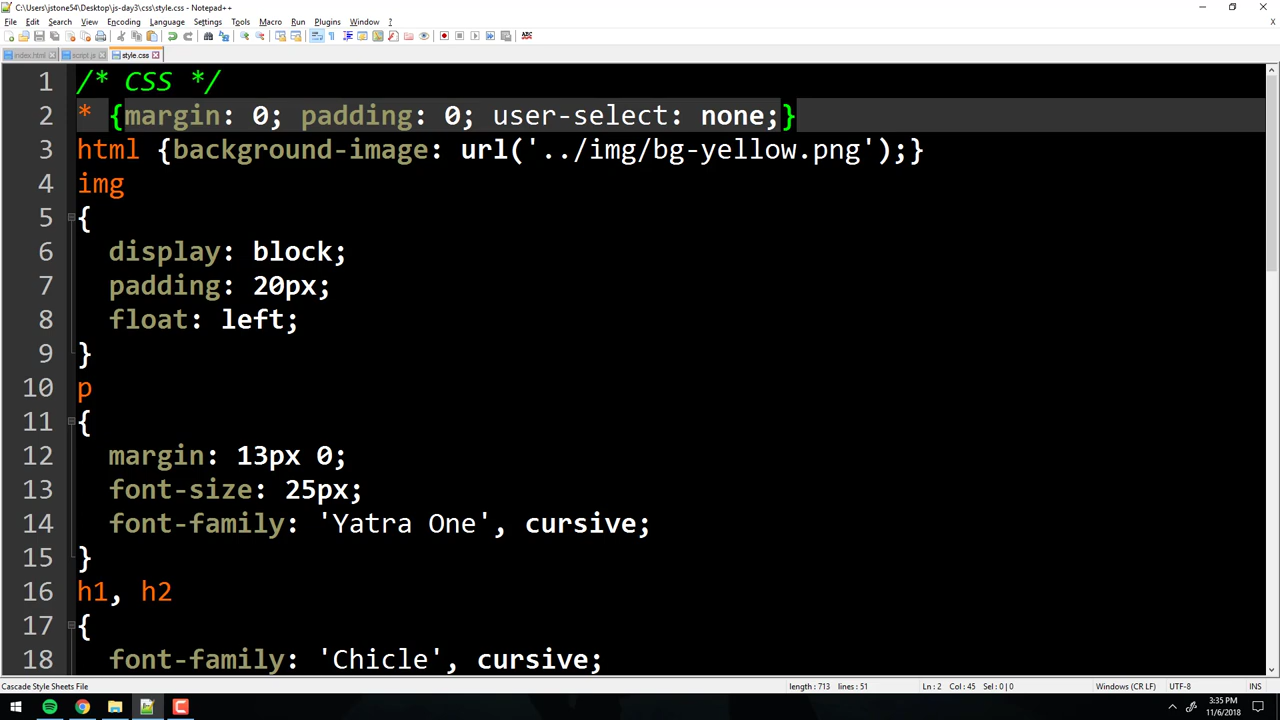 C:\Users\jstone54\Desktop\js-day3\css\style.css - Notepad++
File Edit Search View Encoding Language Settings Tools Macro Run Plugins Window ?
index.html script.js style.css
1 /* CSS */
2 * {margin: 0; padding: 0; user-select: none;}
3 html {background-image: url('../img/bg-yellow.png');}
4 img
5 {
6 display: block;
7 padding: 20px;
8 float: left;
9 }
10 p
11 {
12 margin: 13px 0;
13 font-size: 25px;
14 font-family: 'Yatra One', cursive;
15 }
16 h1, h2
17 {
18 font-family: 'Chicle', cursive;
Cascade Style Sheets File length : 713 lines : 51 Ln : 2 Col : 45 Sel : 0 | 0 Windows (CR LF) UTF-8 INS
3:35 PM
11/6/2018